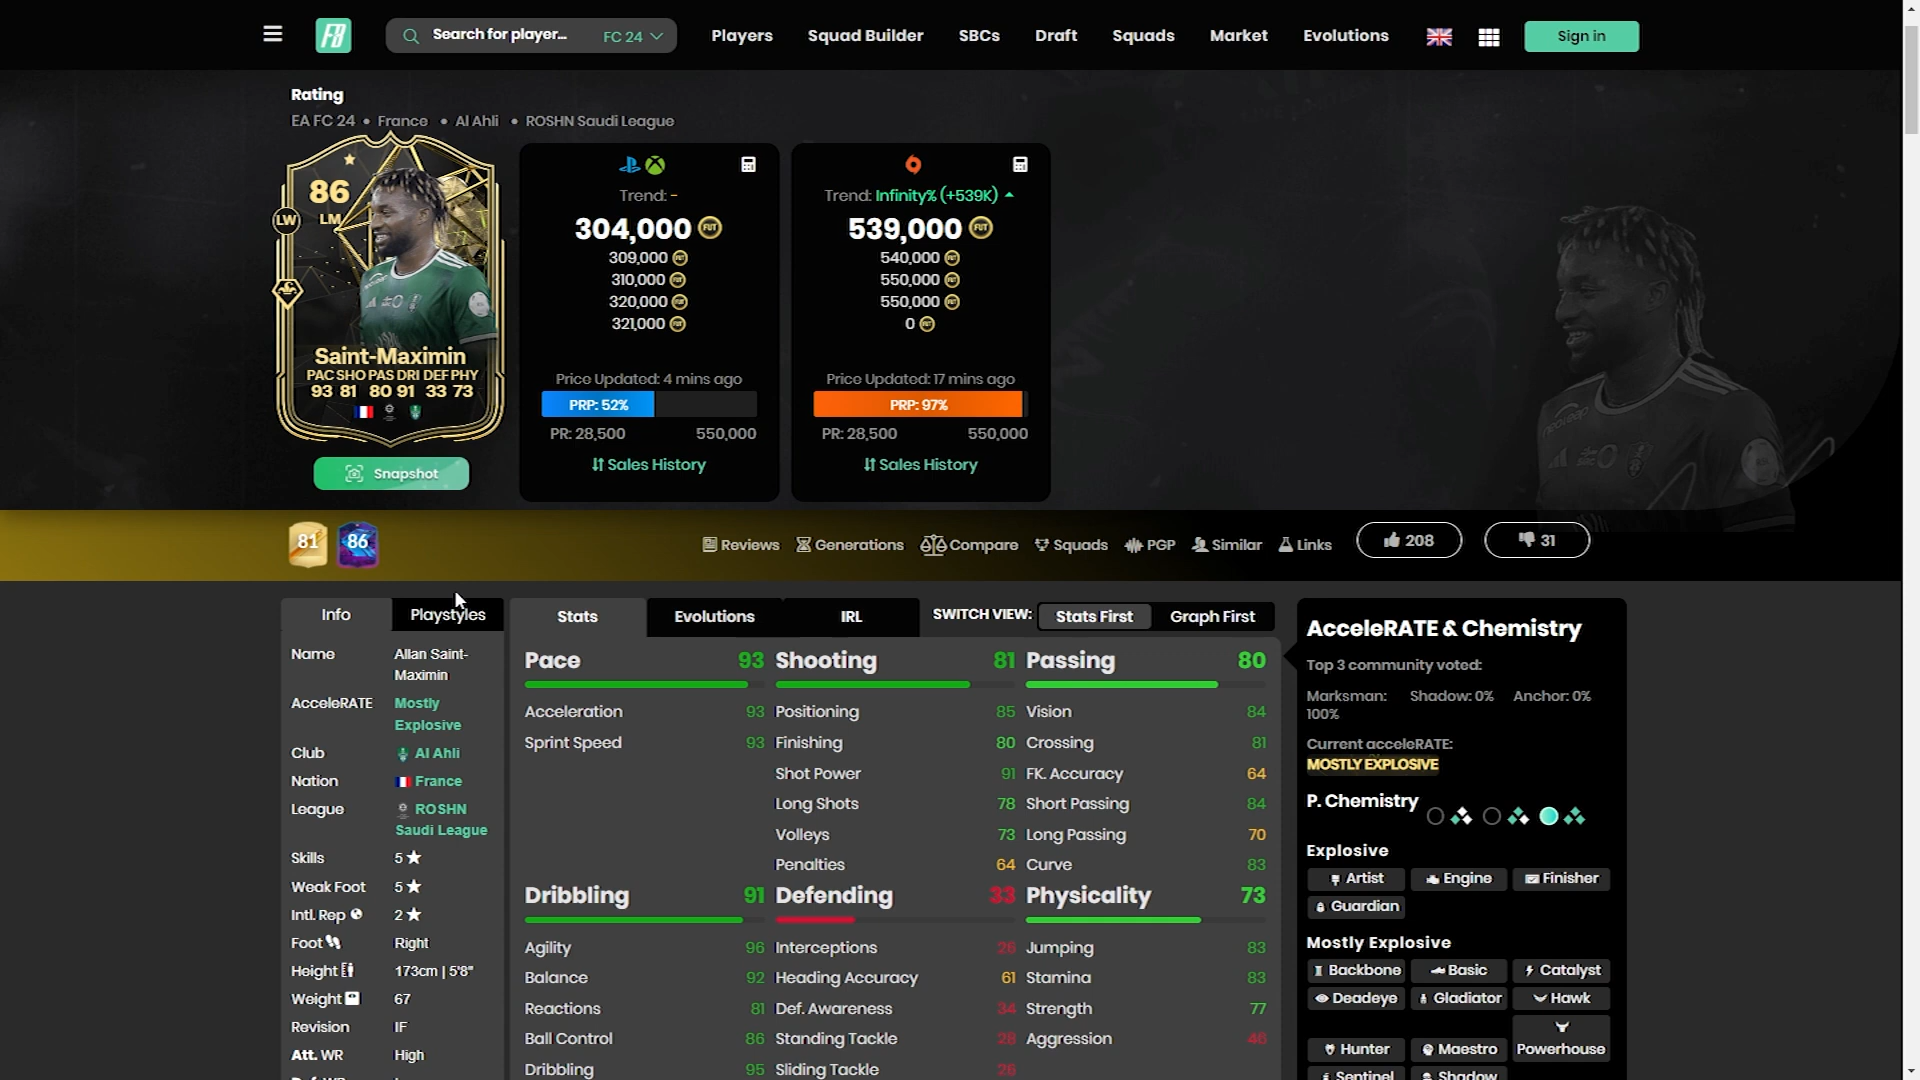 F8
Search for player...
FC 24
Players
Squad Builder
SBCs
Draft
Squads
Market
Evolutions
Sign in
Rating
EA FC 24 • France • Al Ahli • ROSHN Saudi League
86
LM
LW
Saint-Maximin
PAC SHO PAS DRI DEF PHY
93 81 80 91 33 73
Snapshot
Trend: -
304,000
309,000
310,000
320,000
321,000
Price Updated: 4 mins ago
PRP: 52%
PR: 28,500 550,000
Sales History
Trend: Infinity% (+539K)
539,000
540,000
550,000
550,000
0
Price Updated: 17 mins ago
PRP: 97%
PR: 28,500 550,000
Sales History
81
86
Reviews
Generations
Compare
Squads
PGP
Similar
Links
208
31
Info
Playstyles
Name Allan Saint-
Maximin
AcceleRATE Mostly
Explosive
Club Al Ahli
Nation France
League ROSHN
Saudi League
Skills 5
Weak Foot 5
Intl. Rep 2
Foot Right
Height 173cm | 5'8"
Weight 67
Revision IF
Att. WR High
Stats
Evolutions
IRL
SWITCH VIEW:
Stats First
Graph First
Pace 93
Acceleration 93
Sprint Speed 93
Shooting 81
Positioning 85
Finishing 80
Shot Power 91
Long Shots 78
Volleys 73
Penalties 64
Passing 80
Vision 84
Crossing 81
FK. Accuracy 64
Short Passing 84
Long Passing 70
Curve 83
Dribbling 91
Agility 96
Balance 92
Reactions 81
Ball Control 86
Dribbling 95
Defending 33
Interceptions 26
Heading Accuracy 61
Def. Awareness 34
Standing Tackle 28
Sliding Tackle 28
Physicality 73
Jumping 83
Stamina 83
Strength 77
Aggression 46
AcceleRATE & Chemistry
Top 3 community voted:
Marksman: Shadow: 0% Anchor: 0%
100%
Current acceleRATE:
MOSTLY EXPLOSIVE
P. Chemistry
Explosive
Artist
Engine
Finisher
Guardian
Mostly Explosive
Backbone
Basic
Catalyst
Deadeye
Gladiator
Hawk
Hunter
Maestro
Powerhouse
Sentinel
Shadow